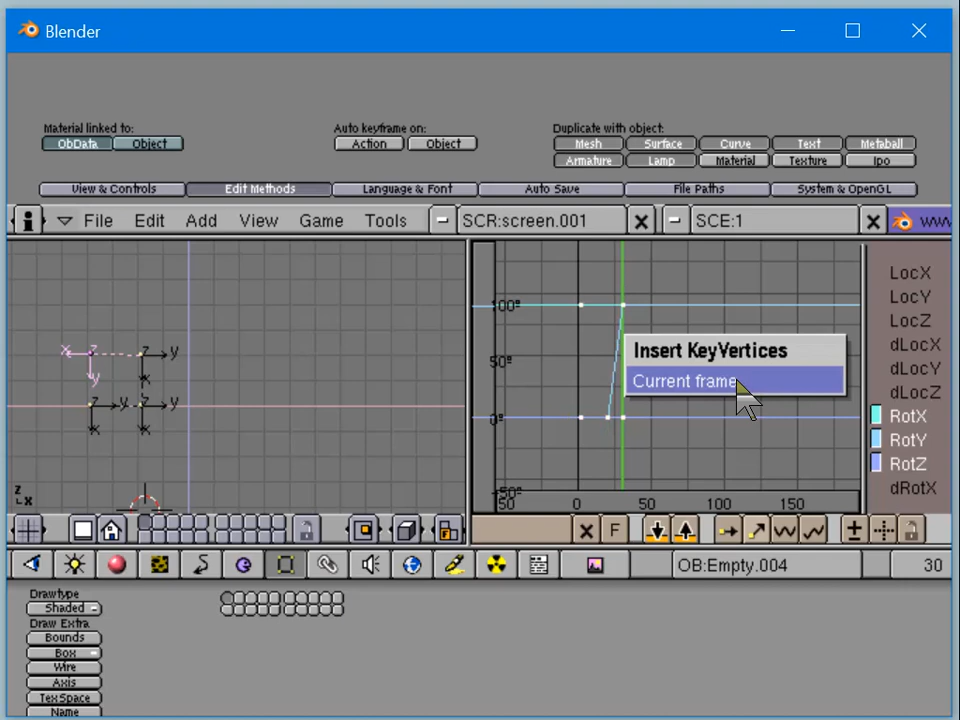 Blender
Material linked to:
ObData Object
Auto keyframe on:
Action Object
Duplicate with object:
Mesh Surface Curve Text Metaball
Armature Lamp Material Texture Ipo
View & Controls Edit Methods Language & Font Auto Save File Paths System & OpenGL
File Edit Add View Game Tools SCR:screen.001 SCE:1 www
LocX
LocY
LocZ
dLocX
dLocY
dLocZ
RotX
RotY
RotZ
dRotX
100°
50°
0°
-50°
50 0 50 100 150
Insert KeyVertices
Current frame
x z z y
y x
z y z y
x x
z
x
F
OB:Empty.004 30
Drawtype
Shaded
Draw Extra
Bounds
Box
Wire
Axis
TexSpace
Name